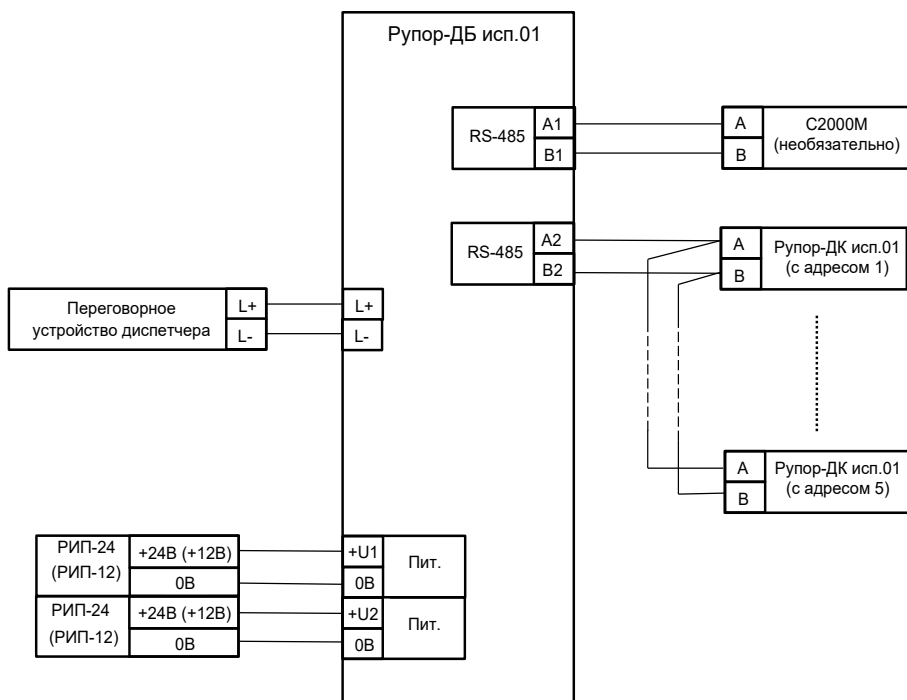 Рупор-ДБ исп.01
RS-485
A1
B1
A
B
С2000М
(необязательно)
RS-485
A2
B2
A
B
Рупор-ДК исп.01
(с адресом 1)
Переговорное
устройство диспетчера
L+
L-
L+
L-
A
B
Рупор-ДК исп.01
(с адресом 5)
РИП-24
(РИП-12)
+24В (+12В)
0В
+U1
0В
Пит.
РИП-24
(РИП-12)
+24В (+12В)
0В
+U2
0В
Пит.